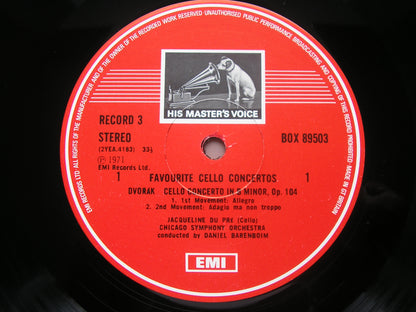 EMI RECORDS LTD. ALL RIGHTS OF THE MANUFACTURER AND OF THE OWNER OF THE RECORDED WORK RESERVED UNAUTHORISED PUBLIC PERFORMANCE BROADCASTING AND COPYING OF THIS RECORD PROHIBITED MADE IN GT BRITAIN
HIS MASTER'S VOICE
RECORD 3
STEREO
BOX 89503
(2YEA.4183) 33⅓
Ⓟ 1971
EMI Records Ltd.
1 FAVOURITE CELLO CONCERTOS 1
DVORAK CELLO CONCERTO IN B MINOR, Op.104
1. 1st Movement: Allegro
2. 2nd Movement: Adagio ma non troppo
JACQUELINE DU PRE (Cello)
CHICAGO SYMPHONY ORCHESTRA
conducted by DANIEL BARENBOIM
EMI